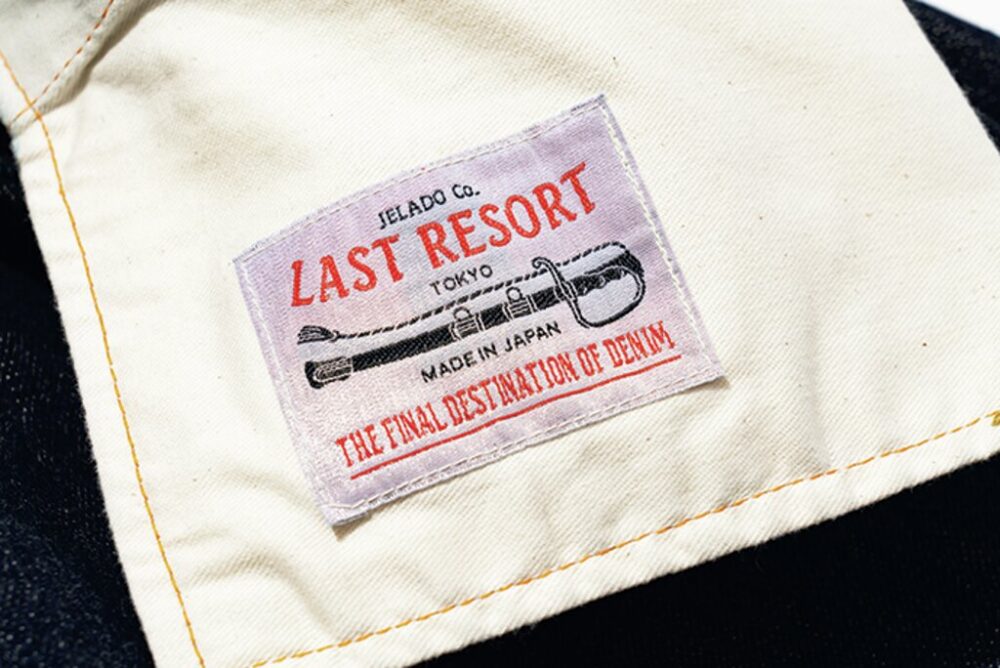 JELADO Co.
LAST RESORT
TOKYO
MADE IN JAPAN
THE FINAL DESTINATION OF DENIM